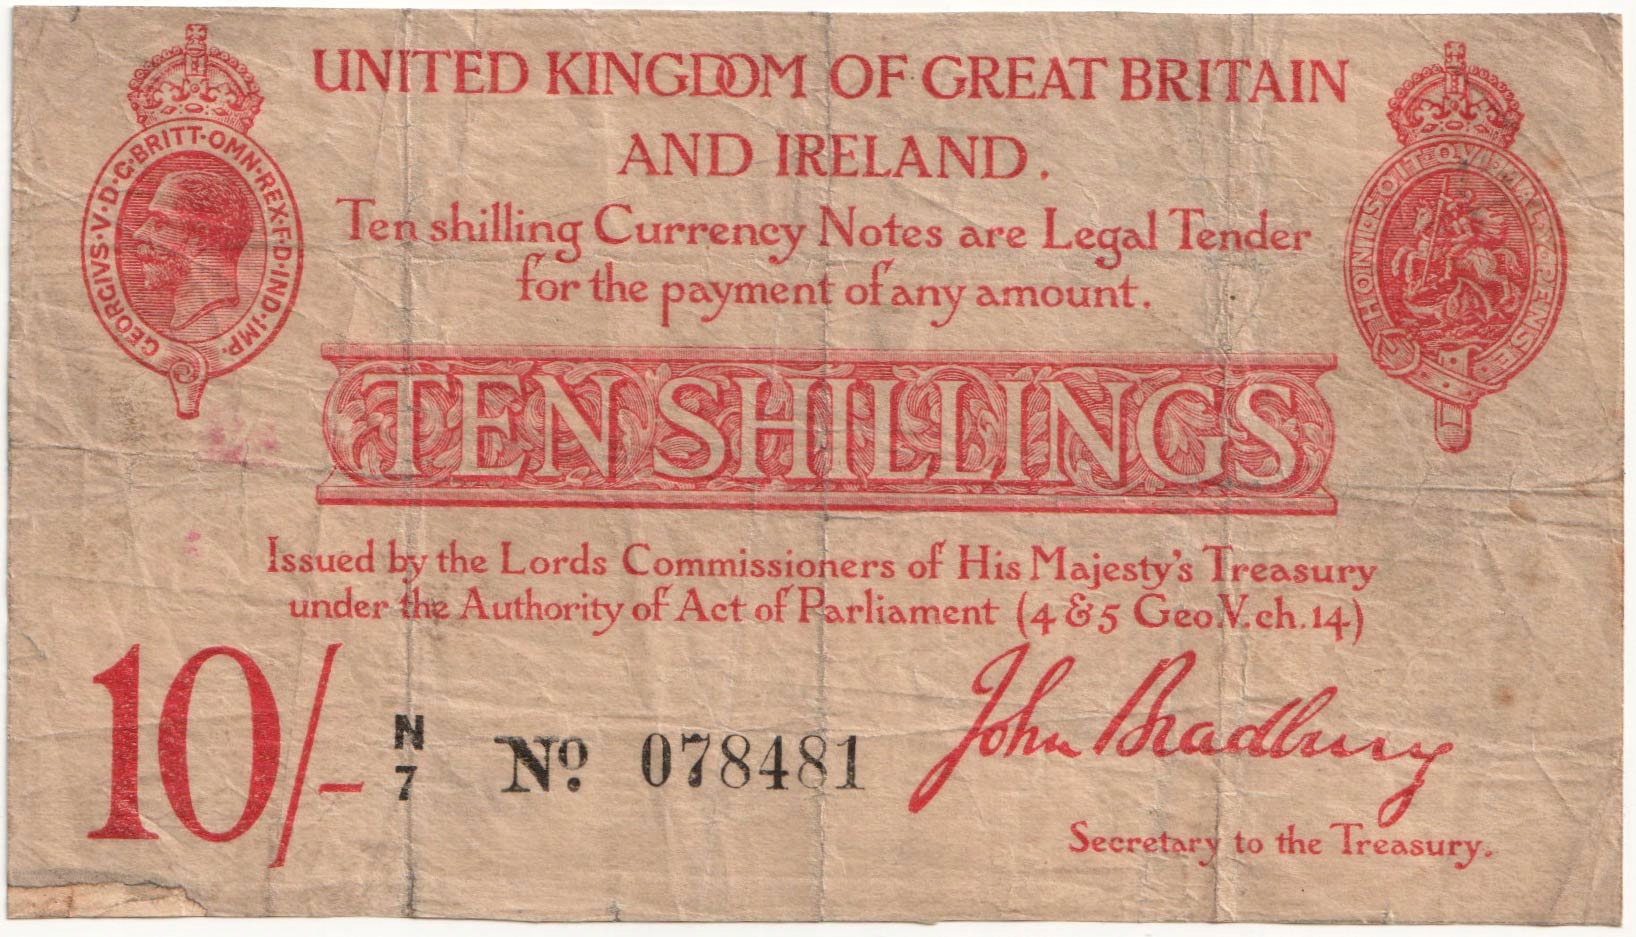 UNITED KINGDOM OF GREAT BRITAIN
AND IRELAND.
GEORGIVS·V·D·G·BRITT·OMN·REX·F·D·IND·IMP·
HONI·SOIT·QVI·MAL·Y·PENSE
Ten shilling Currency Notes are Legal Tender
for the payment of any amount.
TEN SHILLINGS
Issued by the Lords Commissioners of His Majesty's Treasury
under the Authority of Act of Parliament (4 & 5 Geo.V.ch.14)
10/-
N
7
No. 078481
John Bradbury
Secretary to the Treasury.